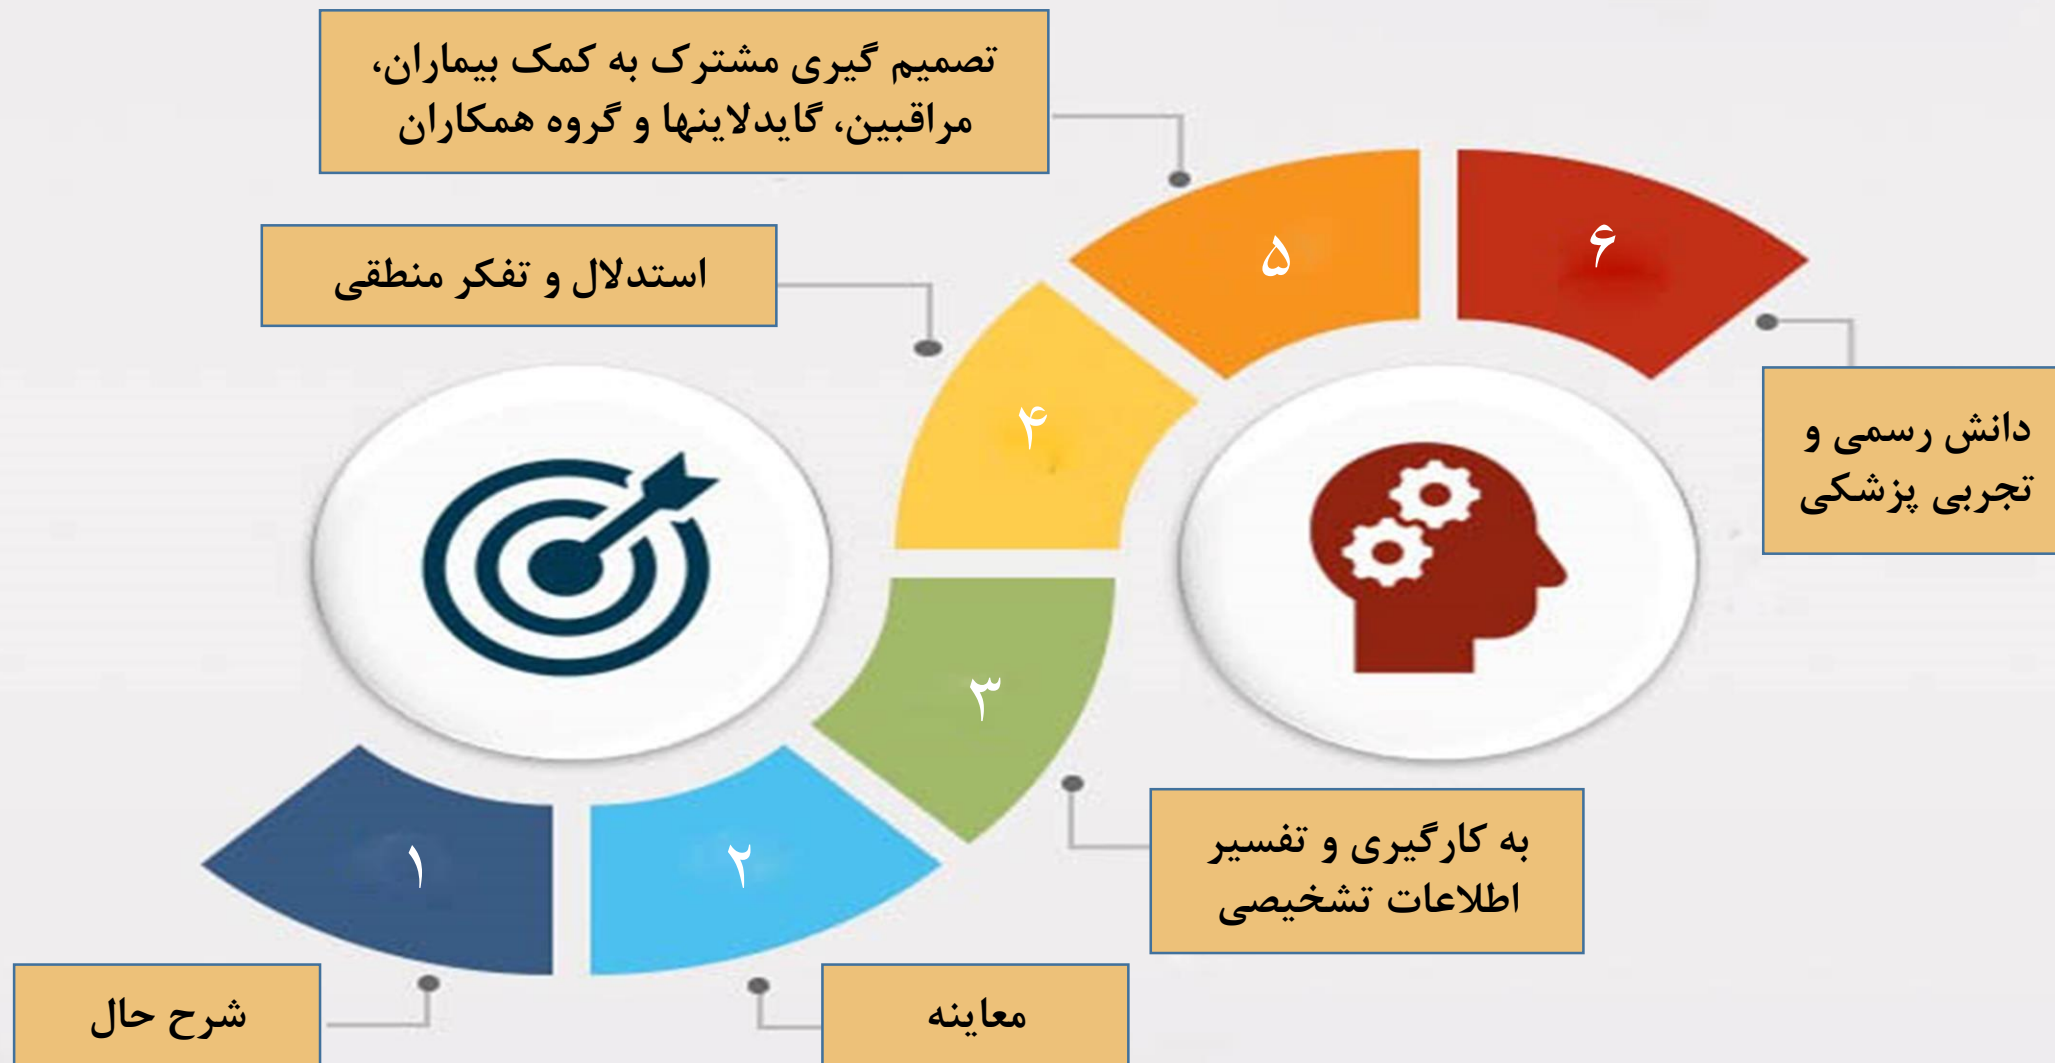 تصمیم گیری مشترک به کمک بیماران،
مراقبین، گایدلاینها و گروه همکاران
استدلال و تفکر منطقی
۵
۶
۴
دانش رسمی و
تجربی پزشکی
۳
به کارگیری و تفسیر
اطلاعات تشخیصی
۱
۲
شرح حال
معاینه